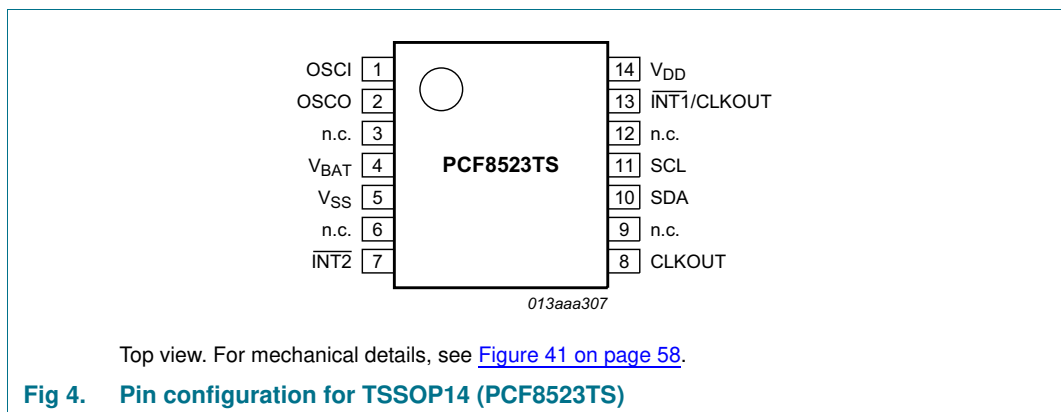 OSCI 1
OSCO 2
n.c. 3
VBAT 4
VSS 5
n.c. 6
INT2 7
PCF8523TS
14 VDD
13 INT1/CLKOUT
12 n.c.
11 SCL
10 SDA
9 n.c.
8 CLKOUT
013aaa307
Top view. For mechanical details, see Figure 41 on page 58.
Fig 4. Pin configuration for TSSOP14 (PCF8523TS)